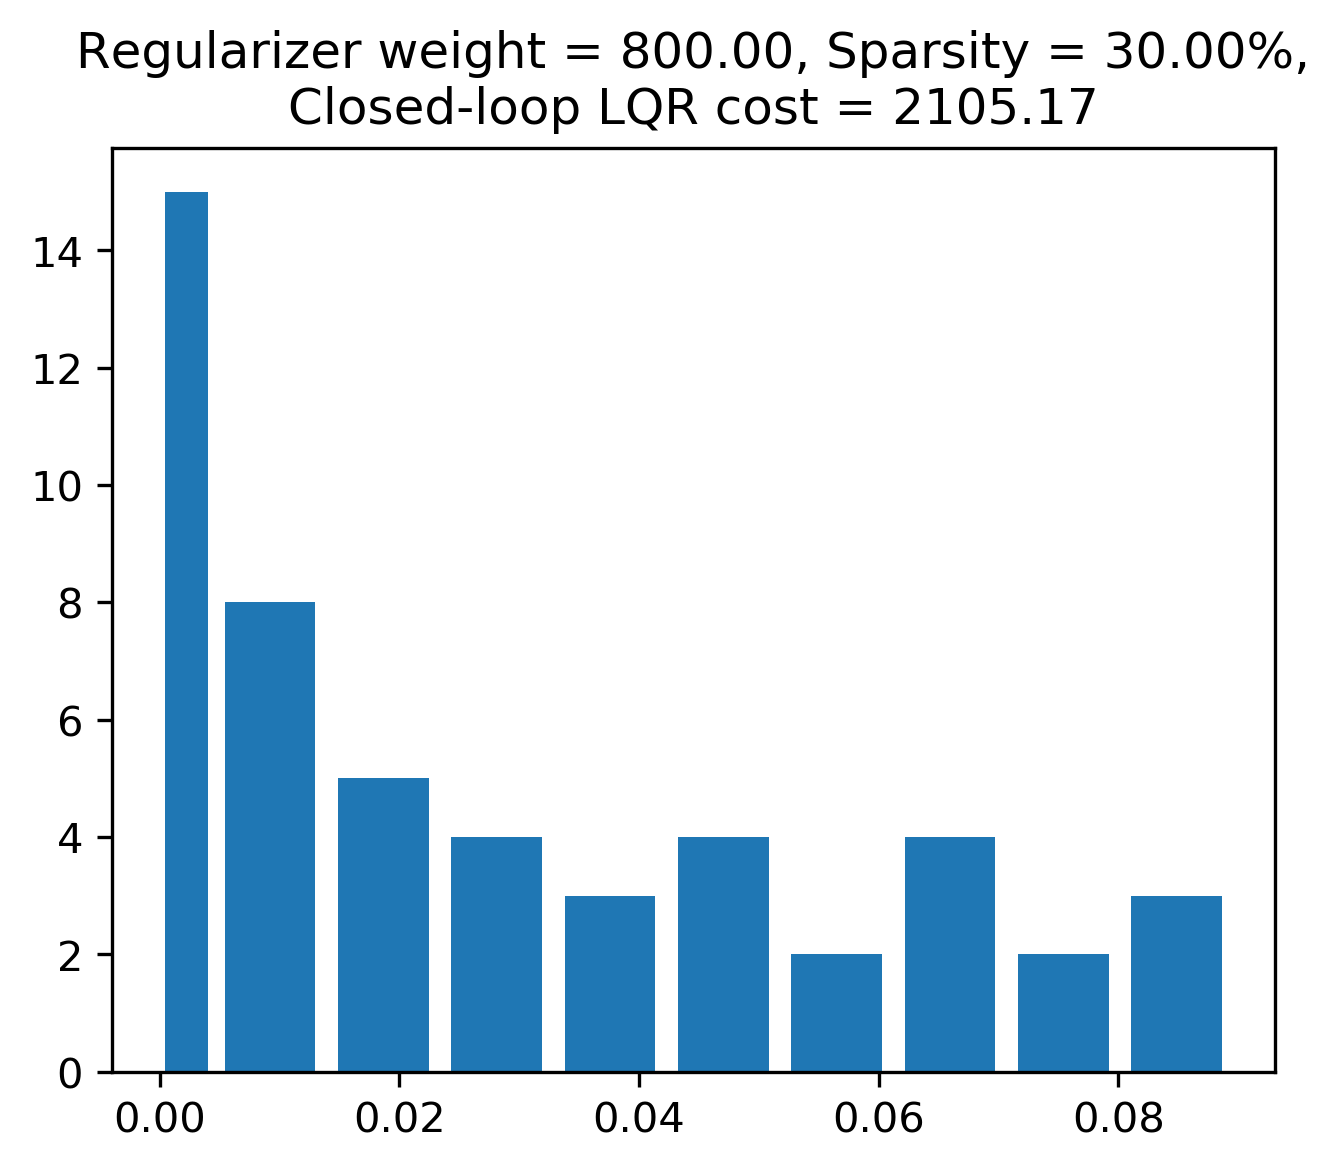 Regularizer weight = 800.00, Sparsity = 30.00%,
Closed-loop LQR cost = 2105.17
14
12
10
8
6
4
2
0
0.00 0.02 0.04 0.06 0.08